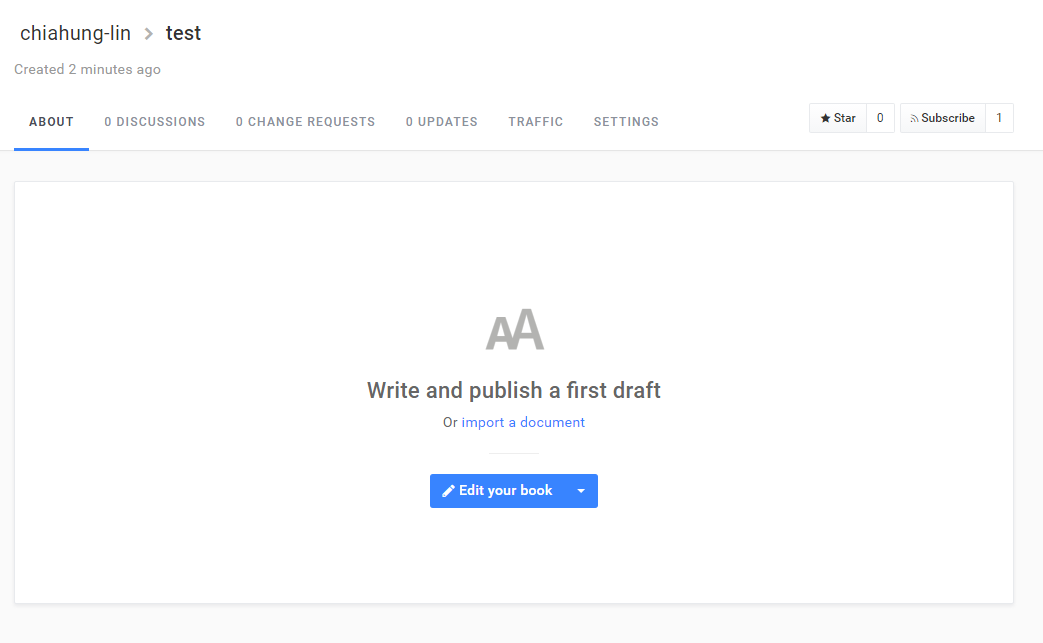 chiahung-lin > test
Created 2 minutes ago
ABOUT 0 DISCUSSIONS 0 CHANGE REQUESTS 0 UPDATES TRAFFIC SETTINGS Star 0 Subscribe 1
AA
Write and publish a first draft
Or import a document
Edit your book